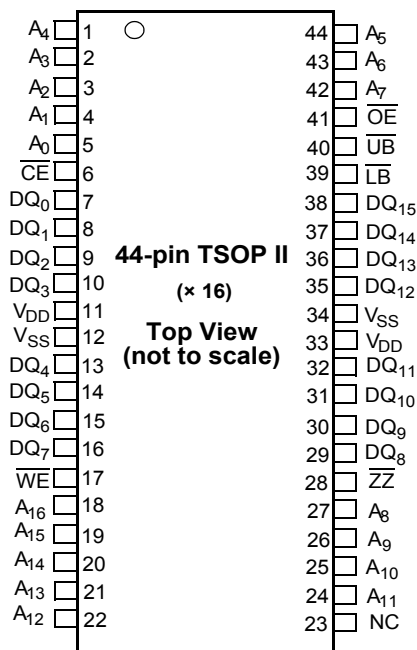 A4 1 44 A5
A3 2 43 A6
A2 3 42 A7
A1 4 41 OE
A0 5 40 UB
CE 6 39 LB
DQ0 7 38 DQ15
DQ1 8 37 DQ14
DQ2 9 36 DQ13
DQ3 10 35 DQ12
VDD 11 34 VSS
VSS 12 33 VDD
DQ4 13 32 DQ11
DQ5 14 31 DQ10
DQ6 15 30 DQ9
DQ7 16 29 DQ8
WE 17 28 ZZ
A16 18 27 A8
A15 19 26 A9
A14 20 25 A10
A13 21 24 A11
A12 22 23 NC
44-pin TSOP II
(× 16)
Top View
(not to scale)